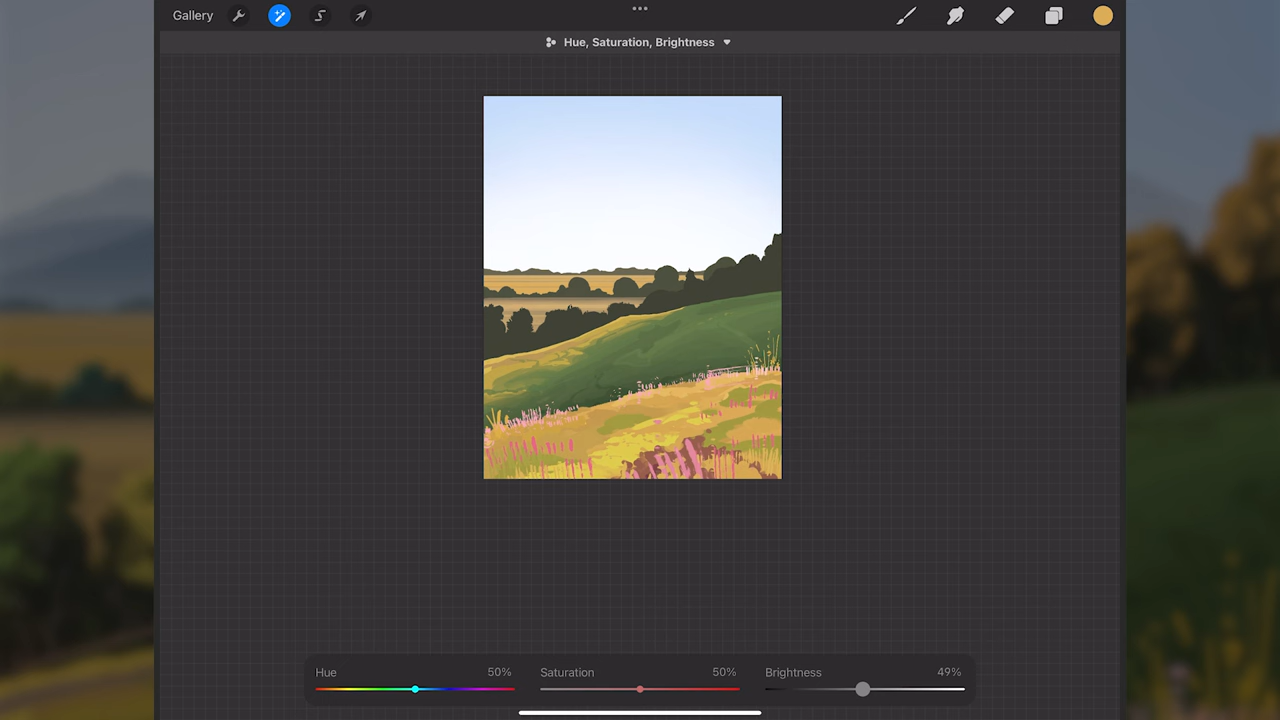 Gallery
Hue, Saturation, Brightness
Hue 50% Saturation 50% Brightness 49%